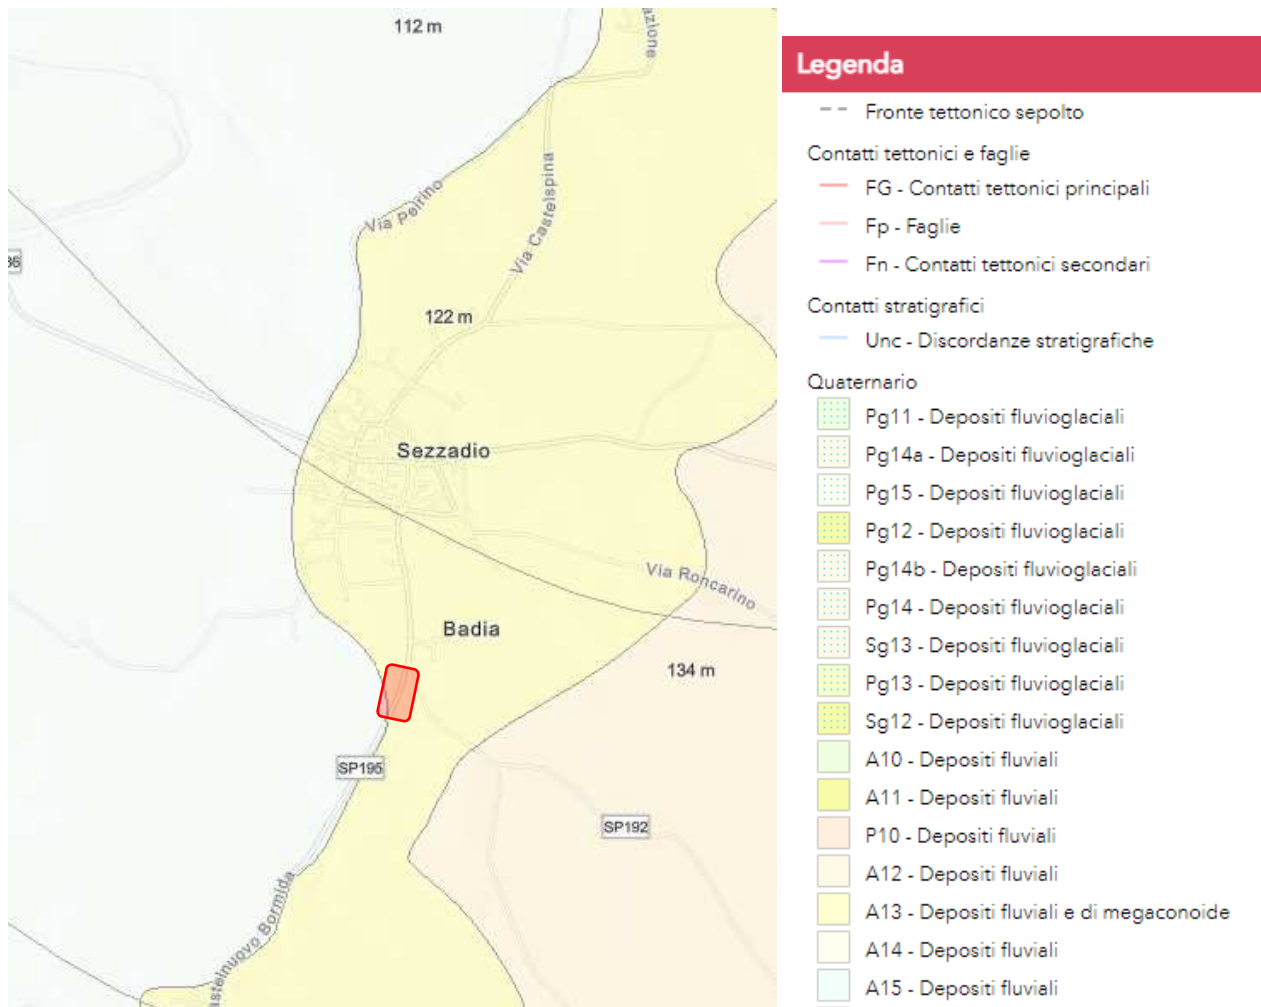 112 m
azione
Via Peirino
Via Castelspina
36
122 m
Sezzadio
Via Roncarino
Badia
134 m
SP195
SP192
stelnuovo Bormida
Legenda
Fronte tettonico sepolto
Contatti tettonici e faglie
FG - Contatti tettonici principali
Fp - Faglie
Fn - Contatti tettonici secondari
Contatti stratigrafici
Unc - Discordanze stratigrafiche
Quaternario
Pg11 - Depositi fluvioglaciali
Pg14a - Depositi fluvioglaciali
Pg15 - Depositi fluvioglaciali
Pg12 - Depositi fluvioglaciali
Pg14b - Depositi fluvioglaciali
Pg14 - Depositi fluvioglaciali
Sg13 - Depositi fluvioglaciali
Pg13 - Depositi fluvioglaciali
Sg12 - Depositi fluvioglaciali
A10 - Depositi fluviali
A11 - Depositi fluviali
P10 - Depositi fluviali
A12 - Depositi fluviali
A13 - Depositi fluviali e di megaconoide
A14 - Depositi fluviali
A15 - Depositi fluviali